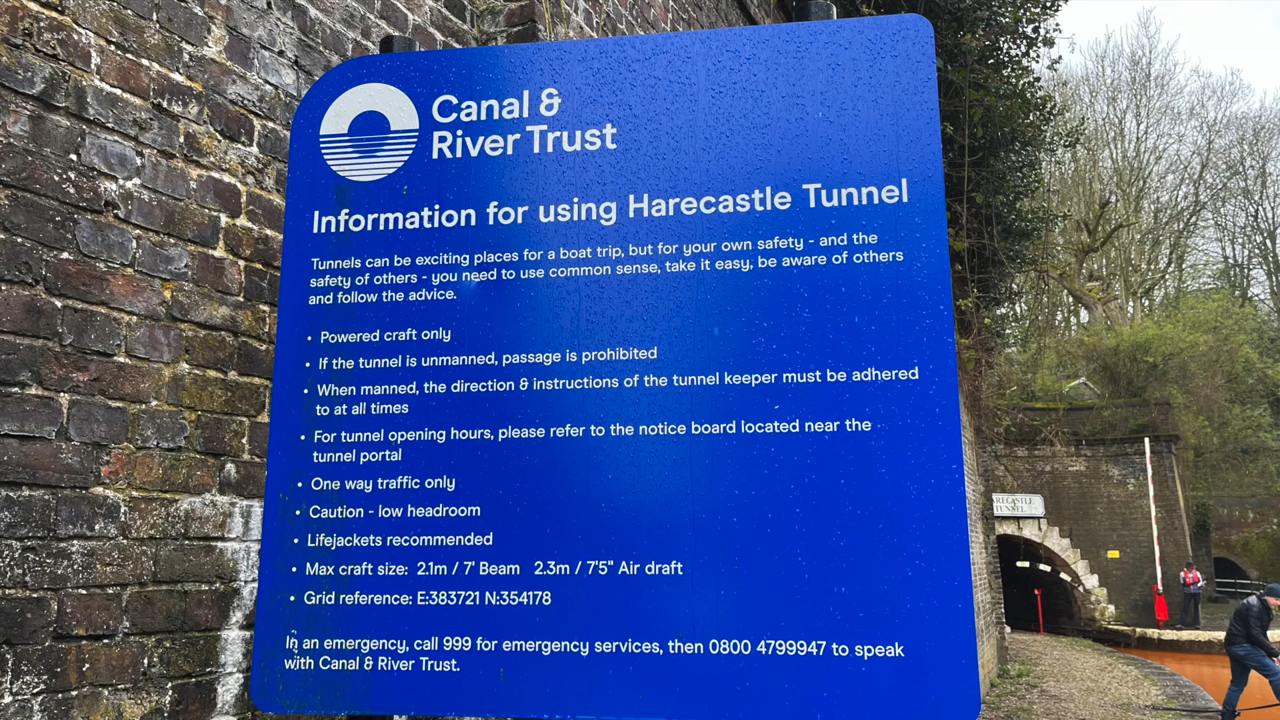 Canal &
River Trust
Information for using Harecastle Tunnel
Tunnels can be exciting places for a boat trip, but for your own safety - and the
safety of others - you need to use common sense, take it easy, be aware of others
and follow the advice.
• Powered craft only
• If the tunnel is unmanned, passage is prohibited
• When manned, the direction & instructions of the tunnel keeper must be adhered
to at all times
• For tunnel opening hours, please refer to the notice board located near the
tunnel portal
• One way traffic only
• Caution - low headroom
• Lifejackets recommended
• Max craft size: 2.1m / 7' Beam 2.3m / 7'5" Air draft
• Grid reference: E:383721 N:354178
In an emergency, call 999 for emergency services, then 0800 4799947 to speak
with Canal & River Trust.
RECASTLE
TUNNEL